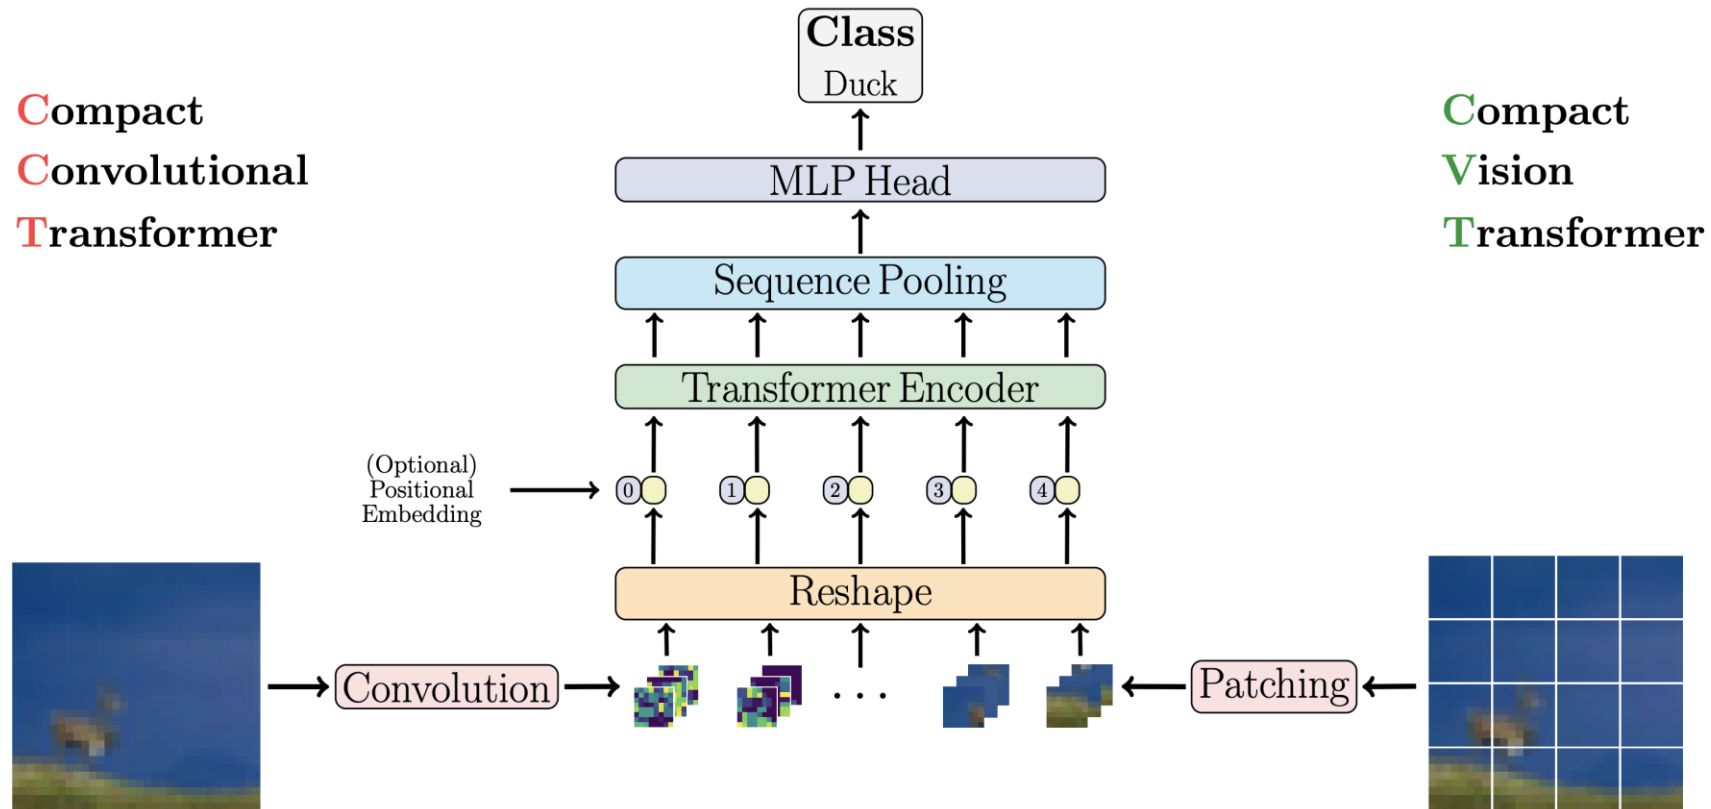 Class
Duck
Compact
Convolutional
Transformer
Compact
Vision
Transformer
MLP Head
Sequence Pooling
Transformer Encoder
(Optional)
Positional
Embedding
0 1 2 3 4
Reshape
Convolution
. . .
Patching